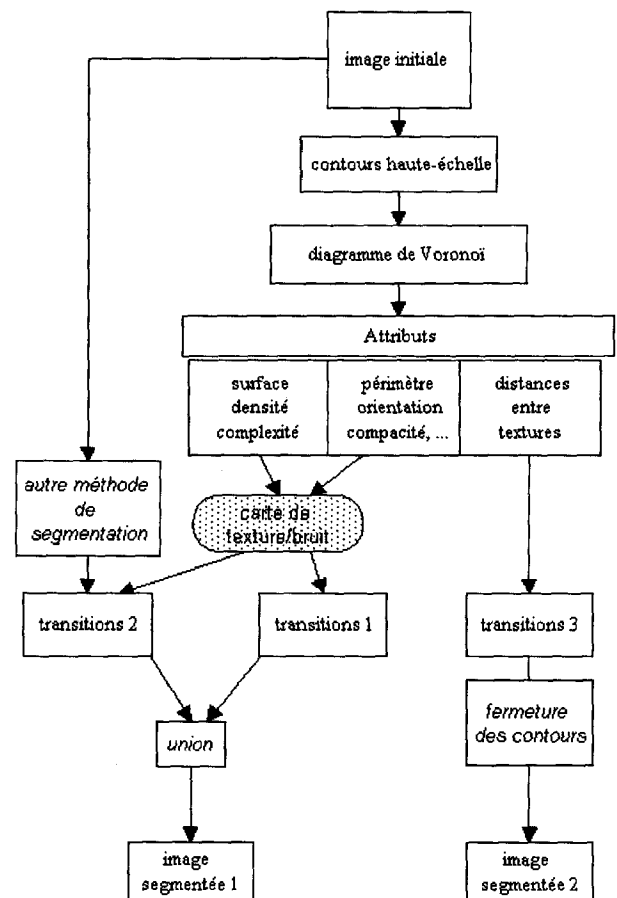 image initiale
contours haute-échelle
diagramme de Voronoï
Attributs
surface
densité
complexité
périmètre
orientation
compacité, ...
distances
entre
textures
autre méthode
de
segmentation
carte de
texture/bruit
transitions 2
transitions 1
transitions 3
fermeture
des contours
union
image
segmentée 1
image
segmentée 2